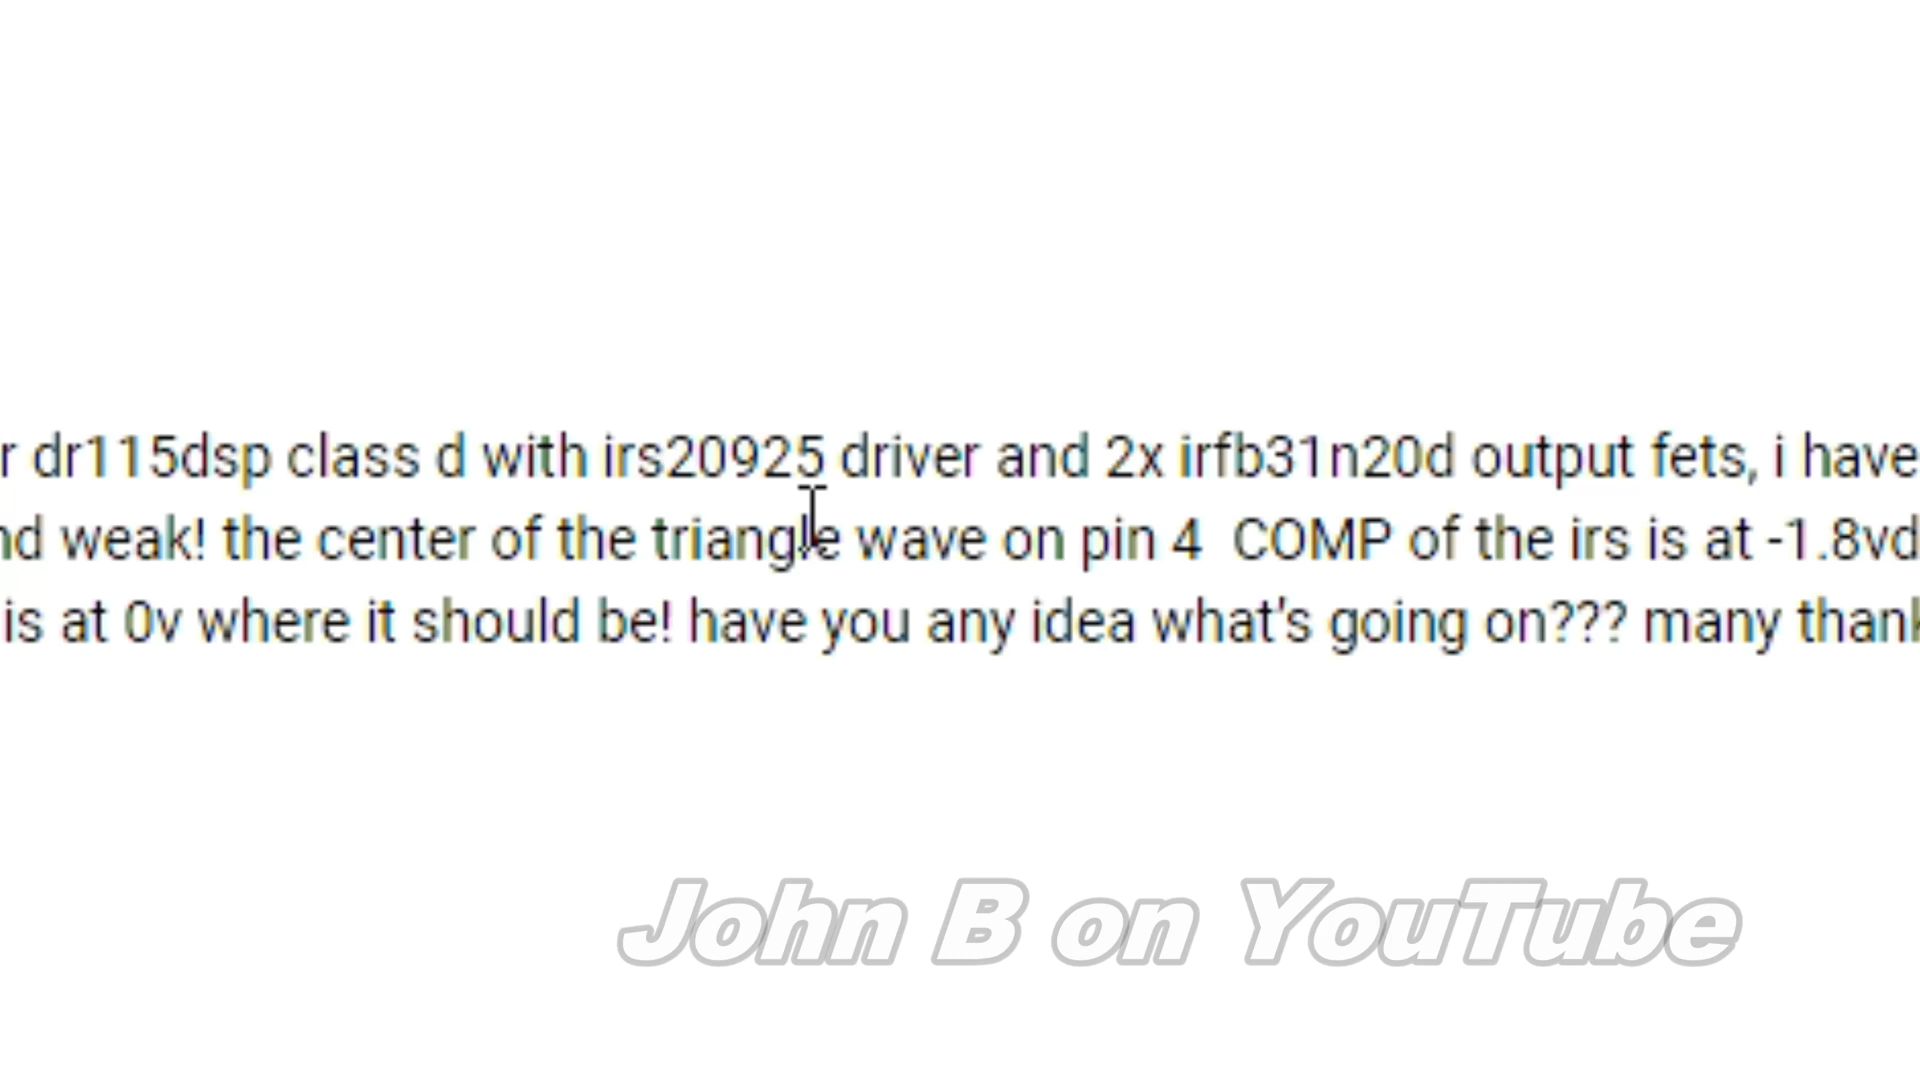 r dr115dsp class d with irs20925 driver and 2x irfb31n20d output fets, i have
nd weak! the center of the triangle wave on pin 4 COMP of the irs is at -1.8vd
is at 0v where it should be! have you any idea what's going on??? many thank
John B on YouTube